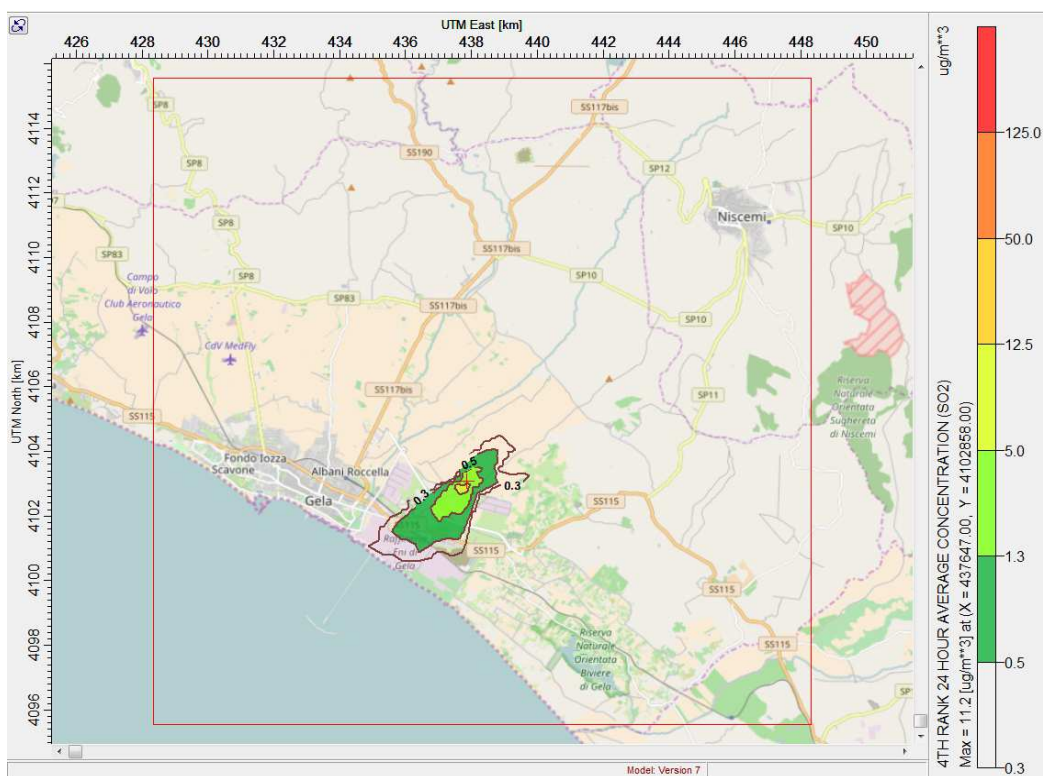 UTM East [km]
426 428 430 432 434 436 438 440 442 444 446 448 450
UTM North [km]
4114
4112
4110
4108
4106
4104
4102
4100
4098
4096
SP8
SS117bis
SS190
SP8
SP12
Niscemi
SP8
SP10
SP83
SS117bis
SP8
SP10
Campo
di Volo
Club Aeronautico
Gela
SP83
SS117bis
SP10
CdV MedFly
SS117bis
SP11
Riserva
Naturale
Orientata
Sughereta
di Niscemi
SS115
Fondo Iozza
Scavone
Albani Roccella
Gela
0.5
0.3
0.3
SS115
SS115
Eni di
Gela
SS115
SS115
Riserva
Naturale
Orientata
Biviere
di Gela
SS115
SP
Model: Version 7
4TH RANK 24 HOUR AVERAGE CONCENTRATION (SO2) ug/m**3
Max = 11.2 [ug/m**3] at (X = 437647.00, Y = 4102858.00)
125.0
50.0
12.5
5.0
1.3
0.5
0.3